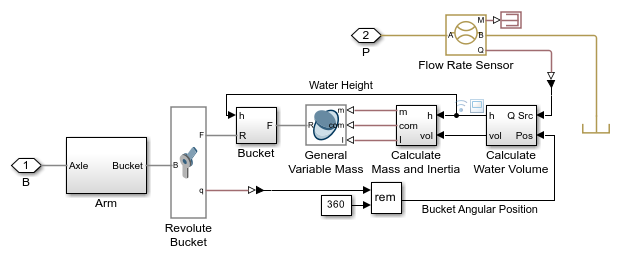 M
2
A
B
P
Q
Flow Rate Sensor
Water Height
h
F
R
Bucket
R
m
com
I
General
Variable Mass
m
h
com
I
vol
Calculate
Mass and Inertia
h
Q Src
vol
Pos
Calculate
Water Volume
1
B
Axle
Bucket
Arm
F
B
q
Revolute
Bucket
360
rem
Bucket Angular Position